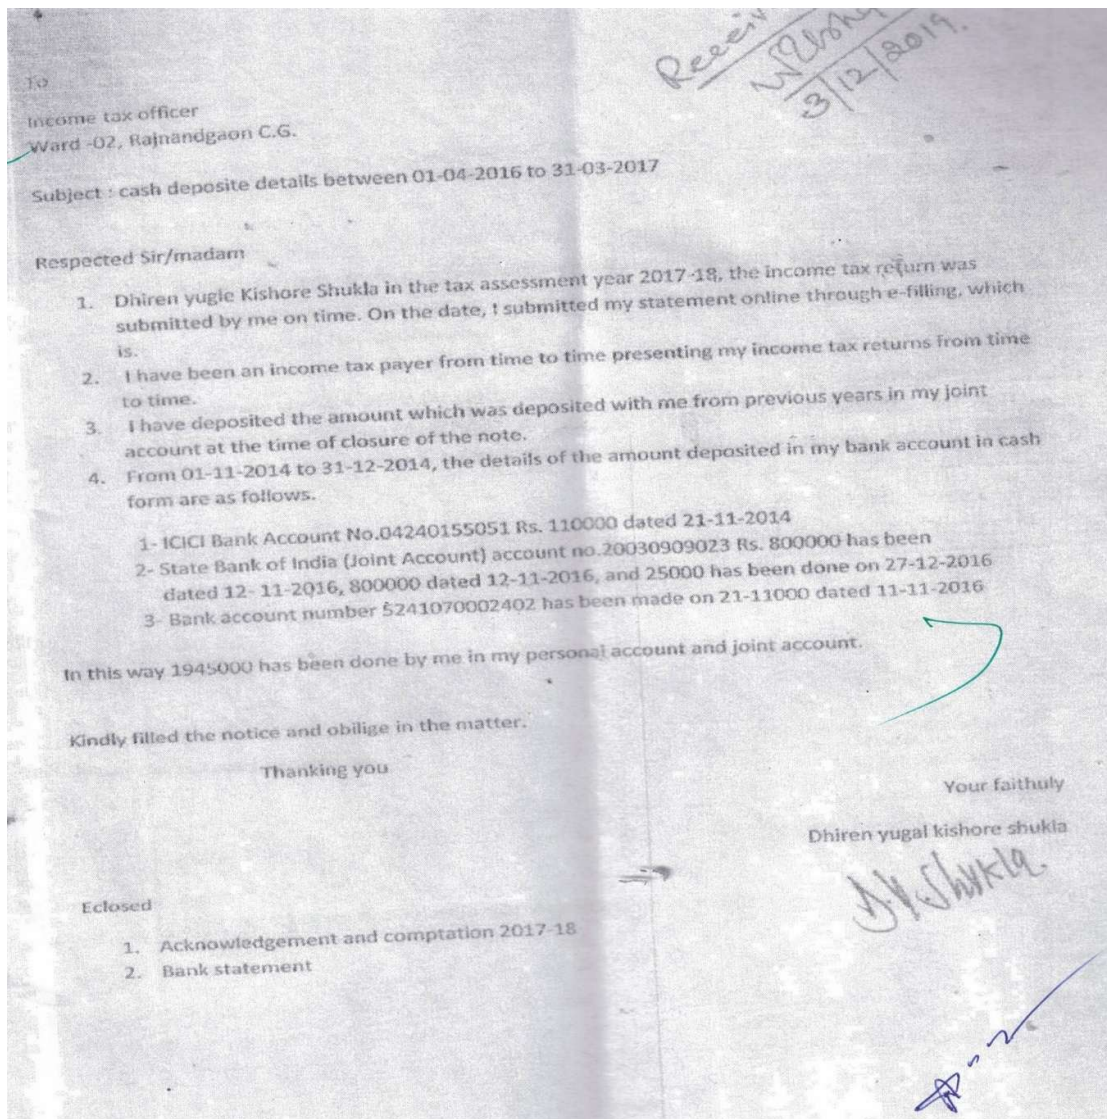 Receiv
3/12/2019.
To
Income tax officer
Ward -02, Rajnandgaon C.G.
Subject : cash deposite details between 01-04-2016 to 31-03-2017
Respected Sir/madam
1. Dhiren yugle Kishore Shukla in the tax assessment year 2017-18, the income tax return was
submitted by me on time. On the date, I submitted my statement online through e-filling, which
is.
2. I have been an income tax payer from time to time presenting my income tax returns from time
to time.
3. I have deposited the amount which was deposited with me from previous years in my joint
account at the time of closure of the note.
4. From 01-11-2014 to 31-12-2014, the details of the amount deposited in my bank account in cash
form are as follows.
1- ICICI Bank Account No.04240155051 Rs. 110000 dated 21-11-2014
2- State Bank of India (Joint Account) account no.20030909023 Rs. 800000 has been
dated 12- 11-2016, 800000 dated 12-11-2016, and 25000 has been done on 27-12-2016
3- Bank account number 5241070002402 has been made on 21-11000 dated 11-11-2016
In this way 1945000 has been done by me in my personal account and joint account.
Kindly filled the notice and obilige in the matter.
Thanking you
Your faithuly
Dhiren yugal kishore shukla
D.Y.Shukla.
Eclosed
1. Acknowledgement and comptation 2017-18
2. Bank statement